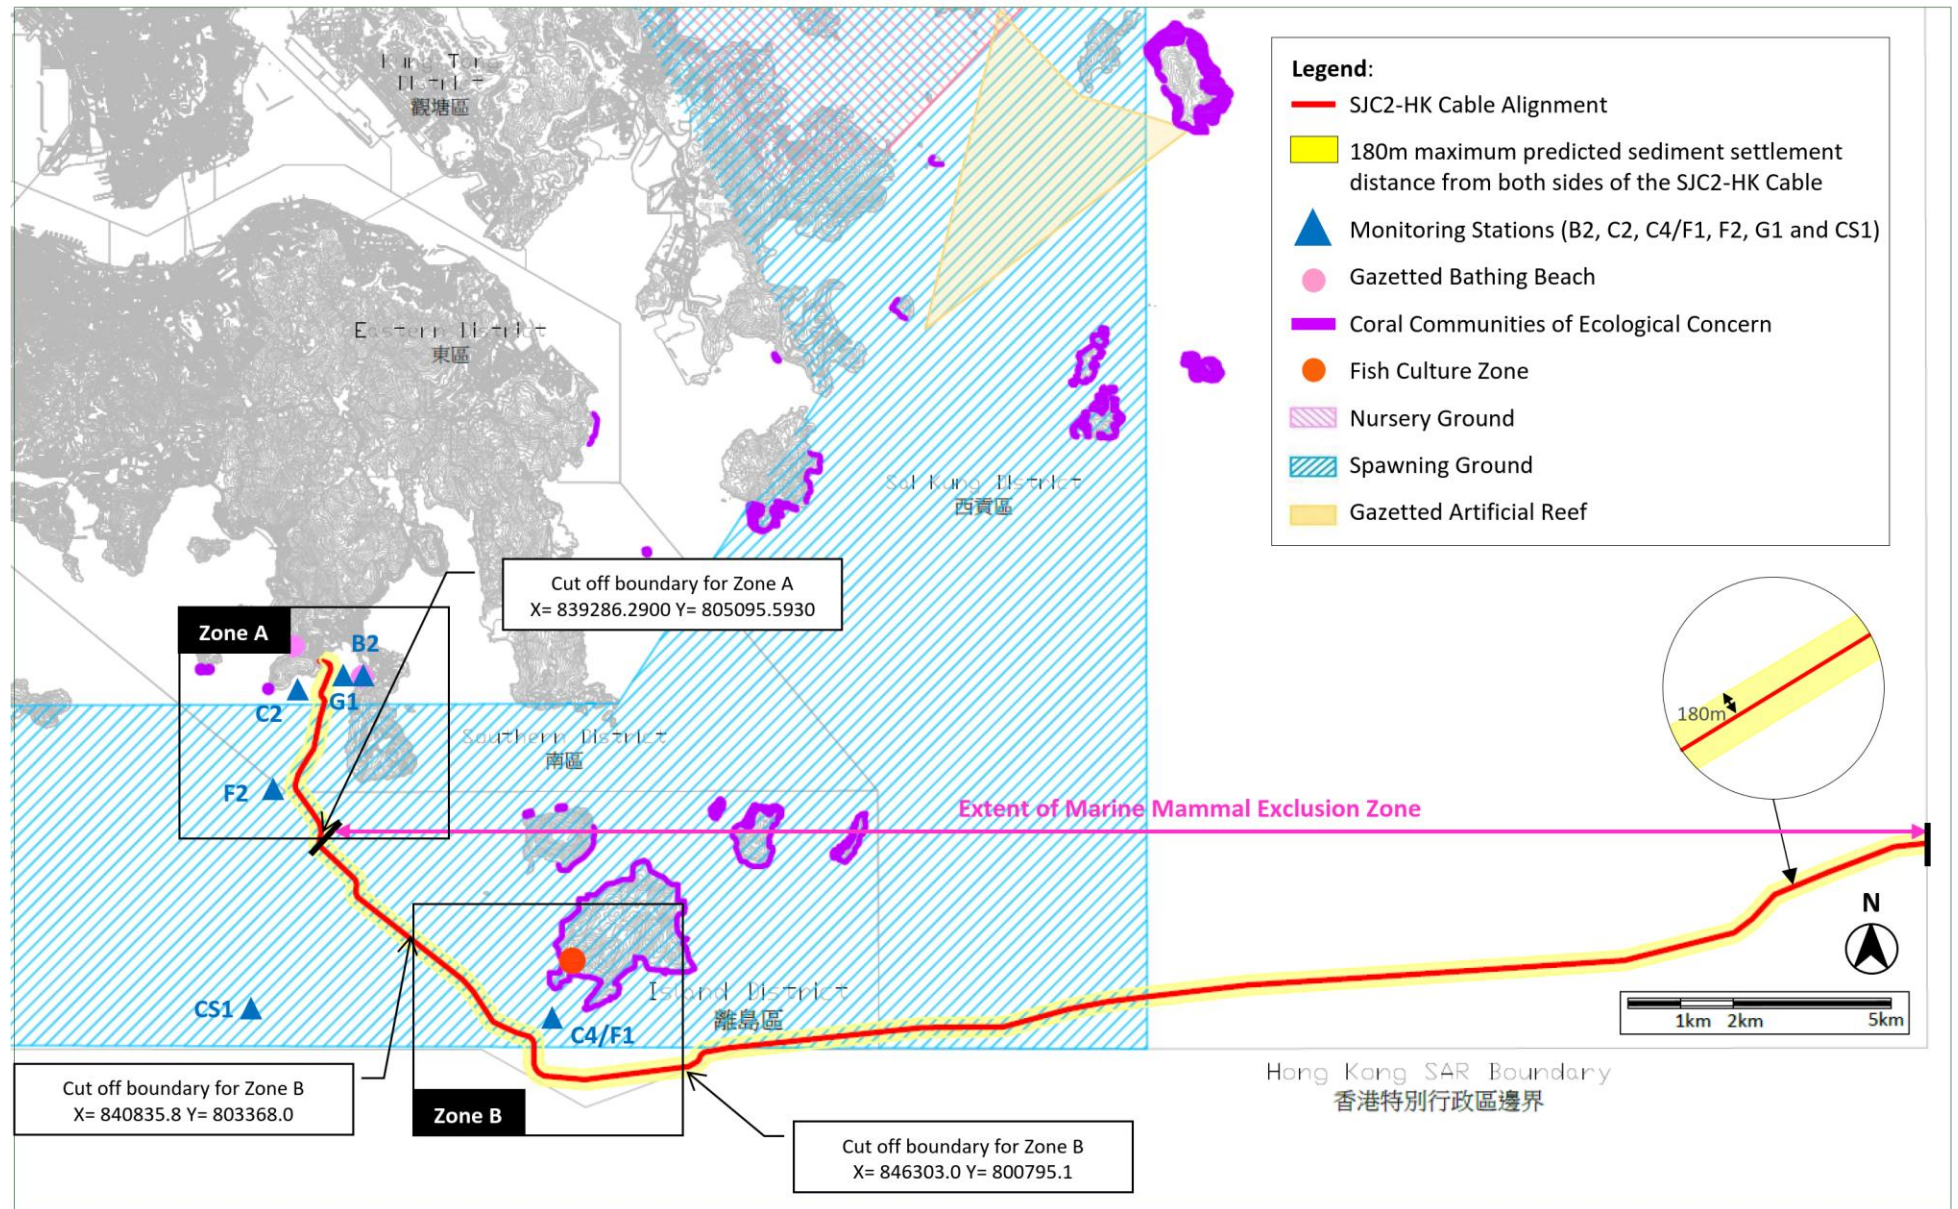 Kung Tong
District
觀塘區
Eastern District
東區
Sai Kung District
西貢區
Legend:
SJC2-HK Cable Alignment
180m maximum predicted sediment settlement
distance from both sides of the SJC2-HK Cable
Monitoring Stations (B2, C2, C4/F1, F2, G1 and CS1)
Gazetted Bathing Beach
Coral Communities of Ecological Concern
Fish Culture Zone
Nursery Ground
Spawning Ground
Gazetted Artificial Reef
Cut off boundary for Zone A
X= 839286.2900 Y= 805095.5930
Zone A
B2
C2
G1
F2
Southern District
南區
180m
Extent of Marine Mammal Exclusion Zone
N
CS1
C4/F1
Island District
離島區
1km 2km 5km
Hong Kong SAR Boundary
香港特別行政區邊界
Cut off boundary for Zone B
X= 840835.8 Y= 803368.0
Zone B
Cut off boundary for Zone B
X= 846303.0 Y= 800795.1